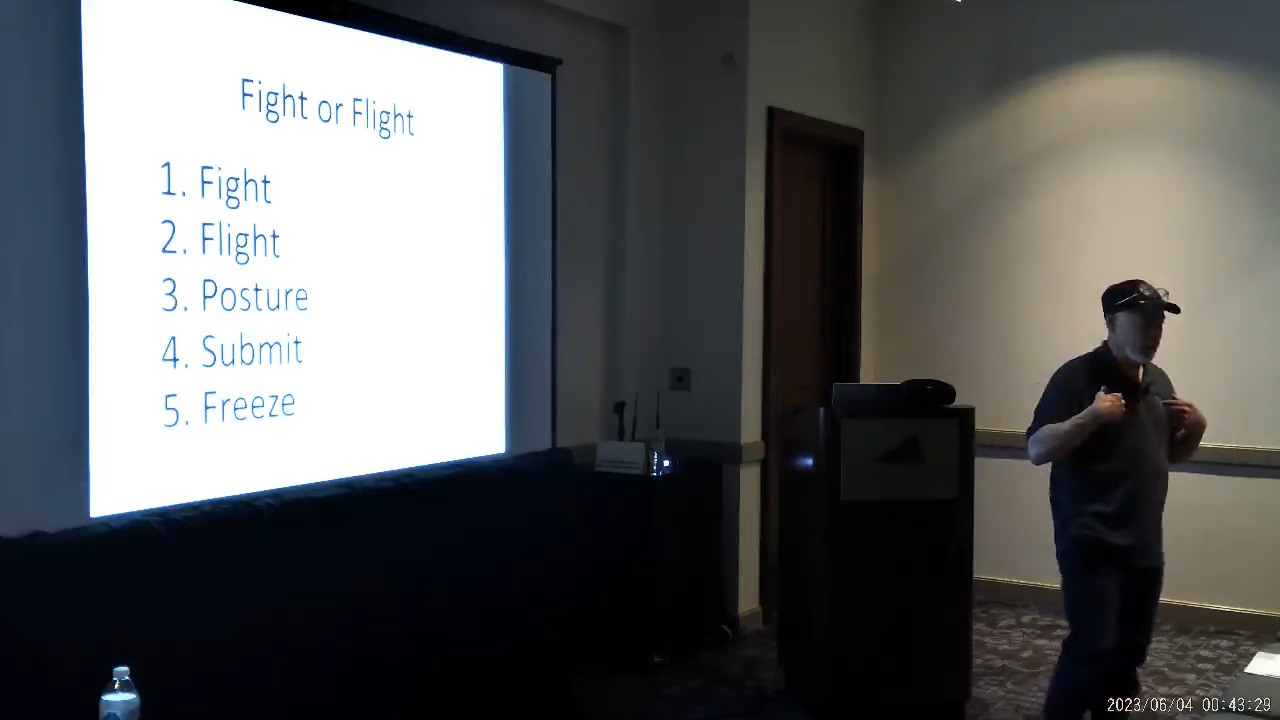 Fight or Flight
1. Fight
2. Flight
3. Posture
4. Submit
5. Freeze
2023/06/04 00:43:29